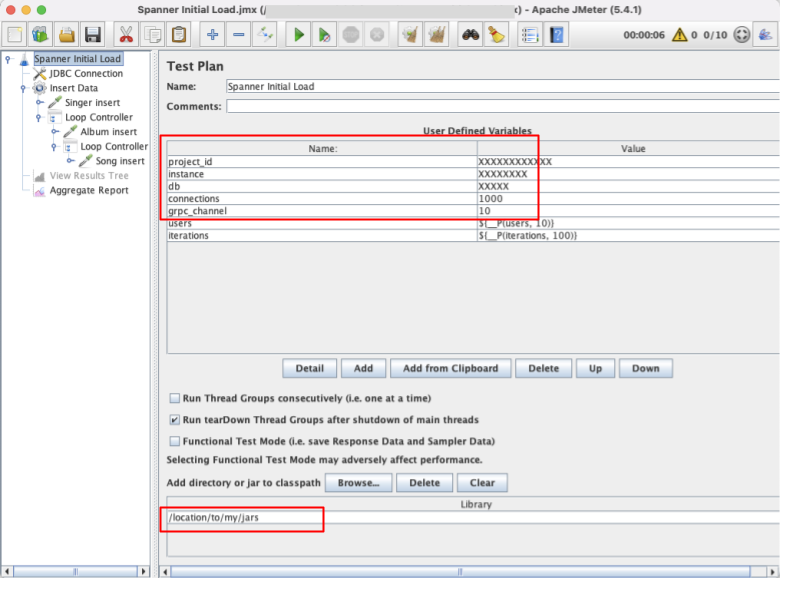 Spanner Initial Load.jmx (/ k) - Apache JMeter (5.4.1)
00:00:06 0 0/10
Spanner Initial Load
JDBC Connection
Insert Data
Singer insert
Loop Controller
Album insert
Loop Controller
Song insert
View Results Tree
Aggregate Report
Test Plan
Name: Spanner Initial Load
Comments:
User Defined Variables
Name: Value
project_id XXXXXXXXXXXX
instance XXXXXXXX
db XXXXX
connections 1000
grpc_channel 10
users ${__P(users, 10)}
iterations ${__P(iterations, 100)}
Detail Add Add from Clipboard Delete Up Down
Run Thread Groups consecutively (i.e. one at a time)
Run tearDown Thread Groups after shutdown of main threads
Functional Test Mode (i.e. save Response Data and Sampler Data)
Selecting Functional Test Mode may adversely affect performance.
Add directory or jar to classpath Browse... Delete Clear
Library
/location/to/my/jars